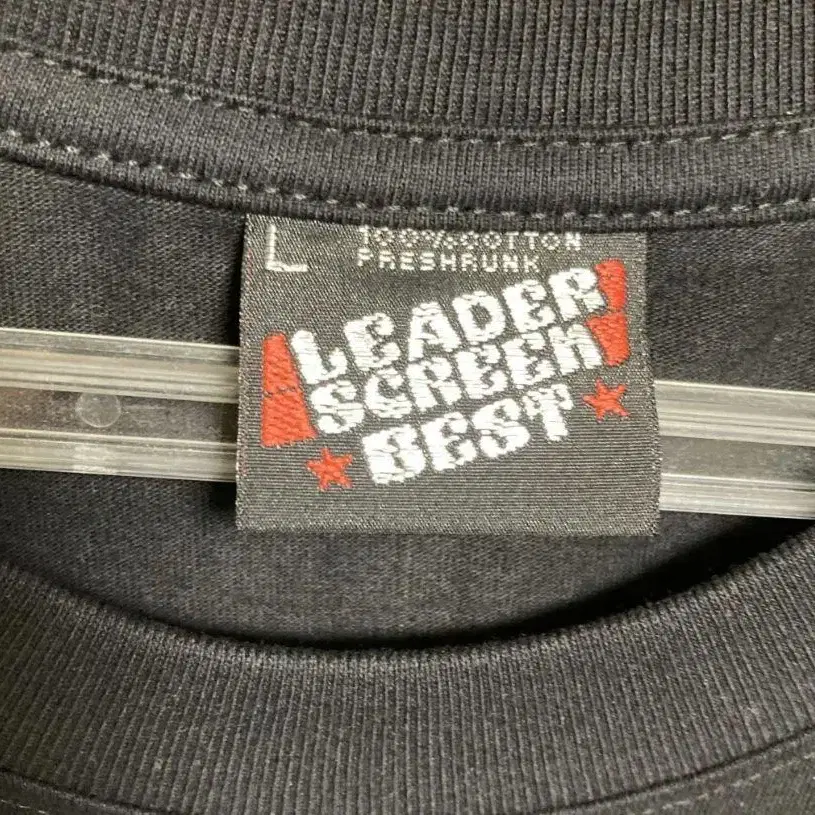 L
100% COTTON
PRESHRUNK
LEADER
SCREEN
BEST